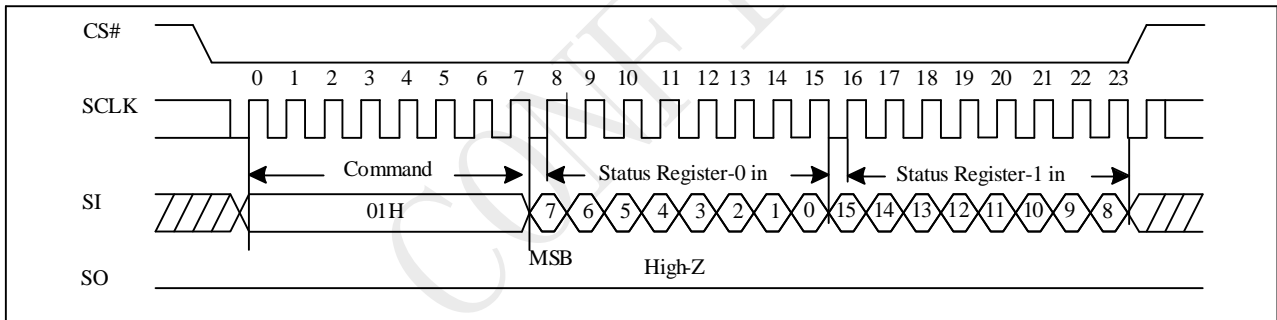 CS#
0 1 2 3 4 5 6 7 8 9 10 11 12 13 14 15 16 17 18 19 20 21 22 23
SCLK
Command Status Register-0 in Status Register-1 in
SI 01H 7 6 5 4 3 2 1 0 15 14 13 12 11 10 9 8
MSB High-Z
SO